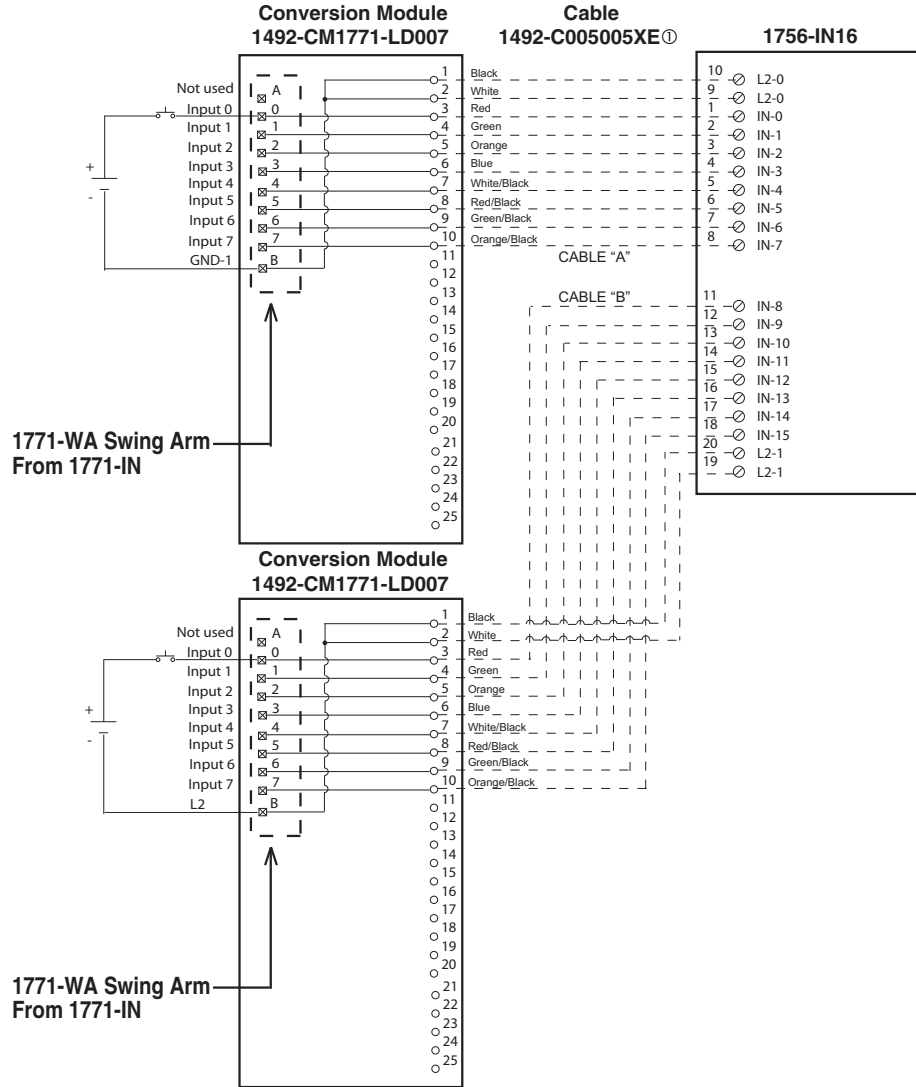 Conversion Module
1492-CM1771-LD007
Cable
1492-C005005XE①
1756-IN16
Not used
A
Input 0
0
Input 1
1
Input 2
2
Input 3
3
Input 4
4
Input 5
5
Input 6
6
Input 7
7
GND-1
B
+
-
1 Black
2 White
3 Red
4 Green
5 Orange
6 Blue
7 White/Black
8 Red/Black
9 Green/Black
10 Orange/Black
11
12
13
14
15
16
17
18
19
20
21
22
23
24
25
CABLE “A”
CABLE “B”
10 L2-0
9 L2-0
1 IN-0
2 IN-1
3 IN-2
4 IN-3
5 IN-4
6 IN-5
7 IN-6
8 IN-7
11 IN-8
12 IN-9
13 IN-10
14 IN-11
15 IN-12
16 IN-13
17 IN-14
18 IN-15
20 L2-1
19 L2-1
1771-WA Swing Arm
From 1771-IN
Conversion Module
1492-CM1771-LD007
Not used
A
Input 0
0
Input 1
1
Input 2
2
Input 3
3
Input 4
4
Input 5
5
Input 6
6
Input 7
7
L2
B
+
-
1 Black
2 White
3 Red
4 Green
5 Orange
6 Blue
7 White/Black
8 Red/Black
9 Green/Black
10 Orange/Black
11
12
13
14
15
16
17
18
19
20
21
22
23
24
25
1771-WA Swing Arm
From 1771-IN